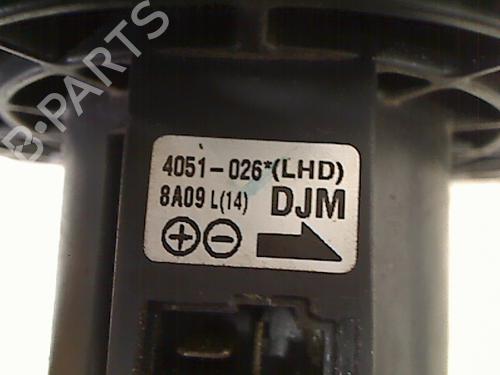 B-PARTS
4051-026*(LHD)
8A09 L(14) DJM